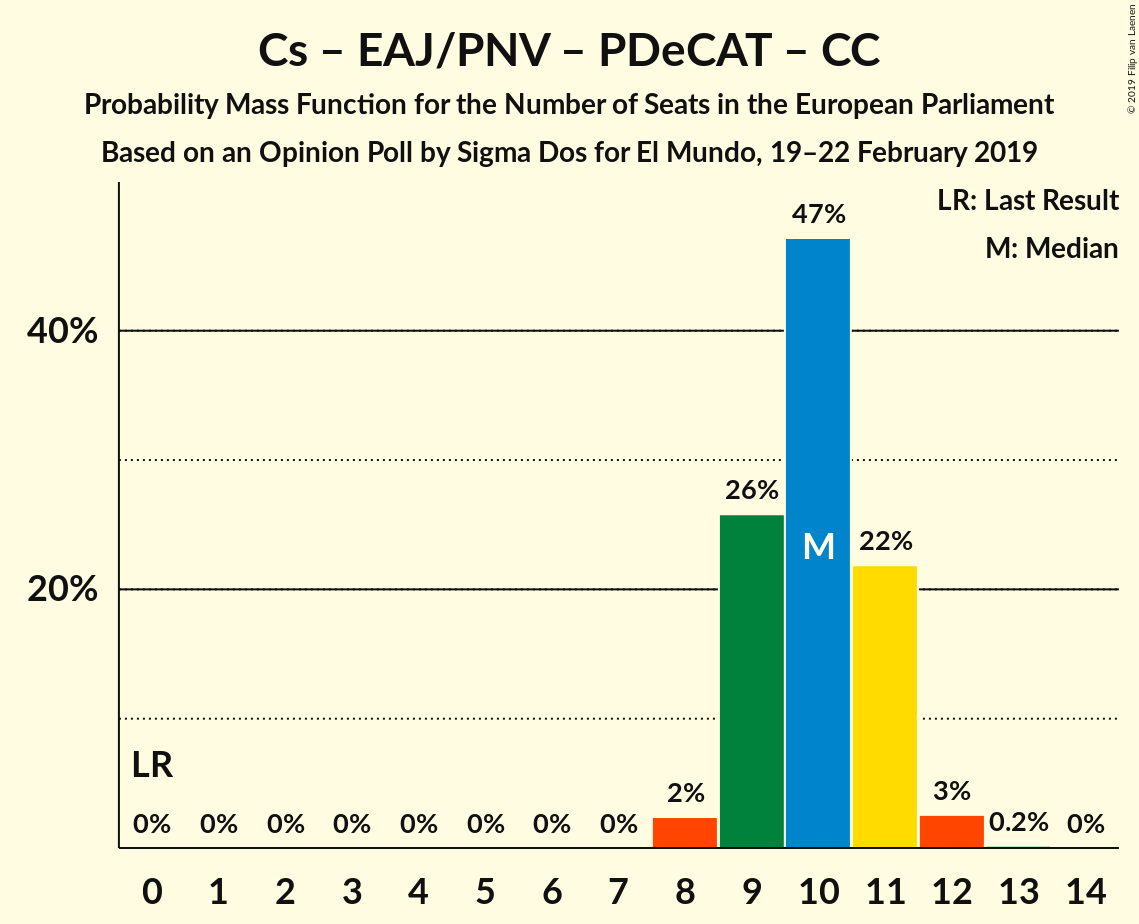 Cs – EAJ/PNV – PDeCAT – CC
Probability Mass Function for the Number of Seats in the European Parliament
Based on an Opinion Poll by Sigma Dos for El Mundo, 19–22 February 2019
© 2019 Filip van Laenen
LR: Last Result
M: Median
47%
40%
26%
M
22%
20%
LR
0% 0% 0% 0% 0% 0% 0% 0% 2% 3% 0.2% 0%
0 1 2 3 4 5 6 7 8 9 10 11 12 13 14